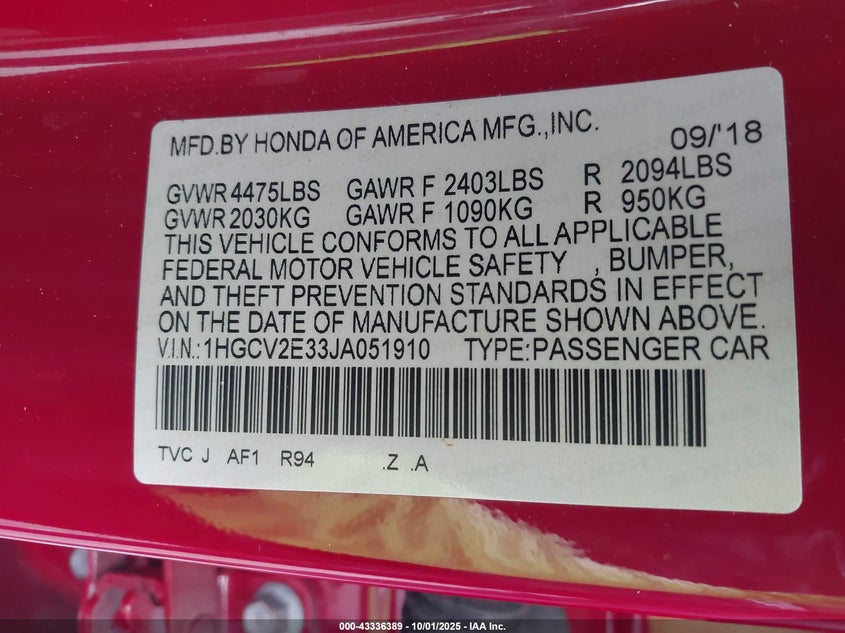 MFD.BY HONDA OF AMERICA MFG.,INC. 09/'18
GVWR 4475LBS GAWR F 2403LBS R 2094LBS
GVWR 2030KG GAWR F 1090KG R 950KG
THIS VEHICLE CONFORMS TO ALL APPLICABLE
FEDERAL MOTOR VEHICLE SAFETY , BUMPER,
AND THEFT PREVENTION STANDARDS IN EFFECT
ON THE DATE OF MANUFACTURE SHOWN ABOVE.
V.I.N.:1HGCV2E33JA051910 TYPE:PASSENGER CAR
TVC J AF1 R94 .Z .A
000-43336389 - 10/01/2025 - IAA Inc.